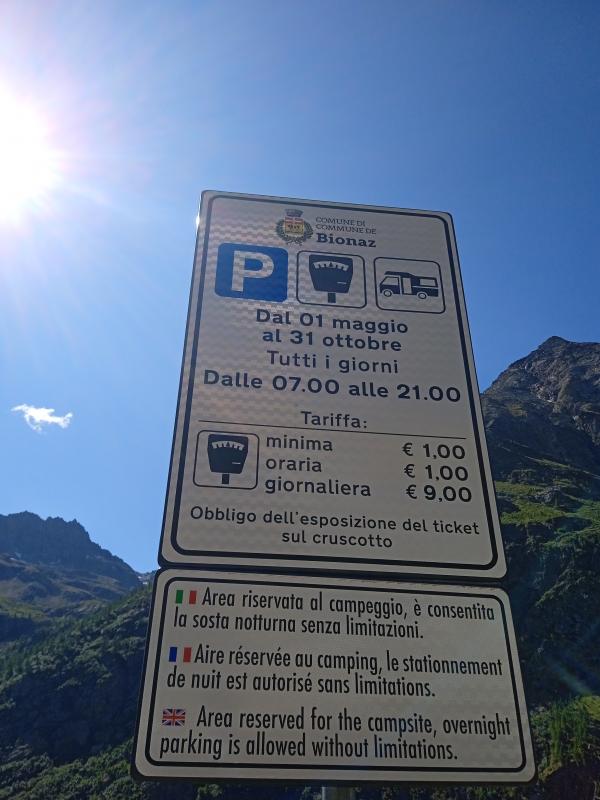 COMUNE DI
COMMUNE DE
Bionaz
P
Dal 01 maggio
al 31 ottobre
Tutti i giorni
Dalle 07.00 alle 21.00
Tariffa:
minima € 1,00
oraria € 1,00
giornaliera € 9,00
Obbligo dell'esposizione del ticket
sul cruscotto
Area riservata al campeggio, è consentita
la sosta notturna senza limitazioni.
Aire réservée au camping, le stationnement
de nuit est autorisé sans limitations.
Area reserved for the campsite, overnight
parking is allowed without limitations.